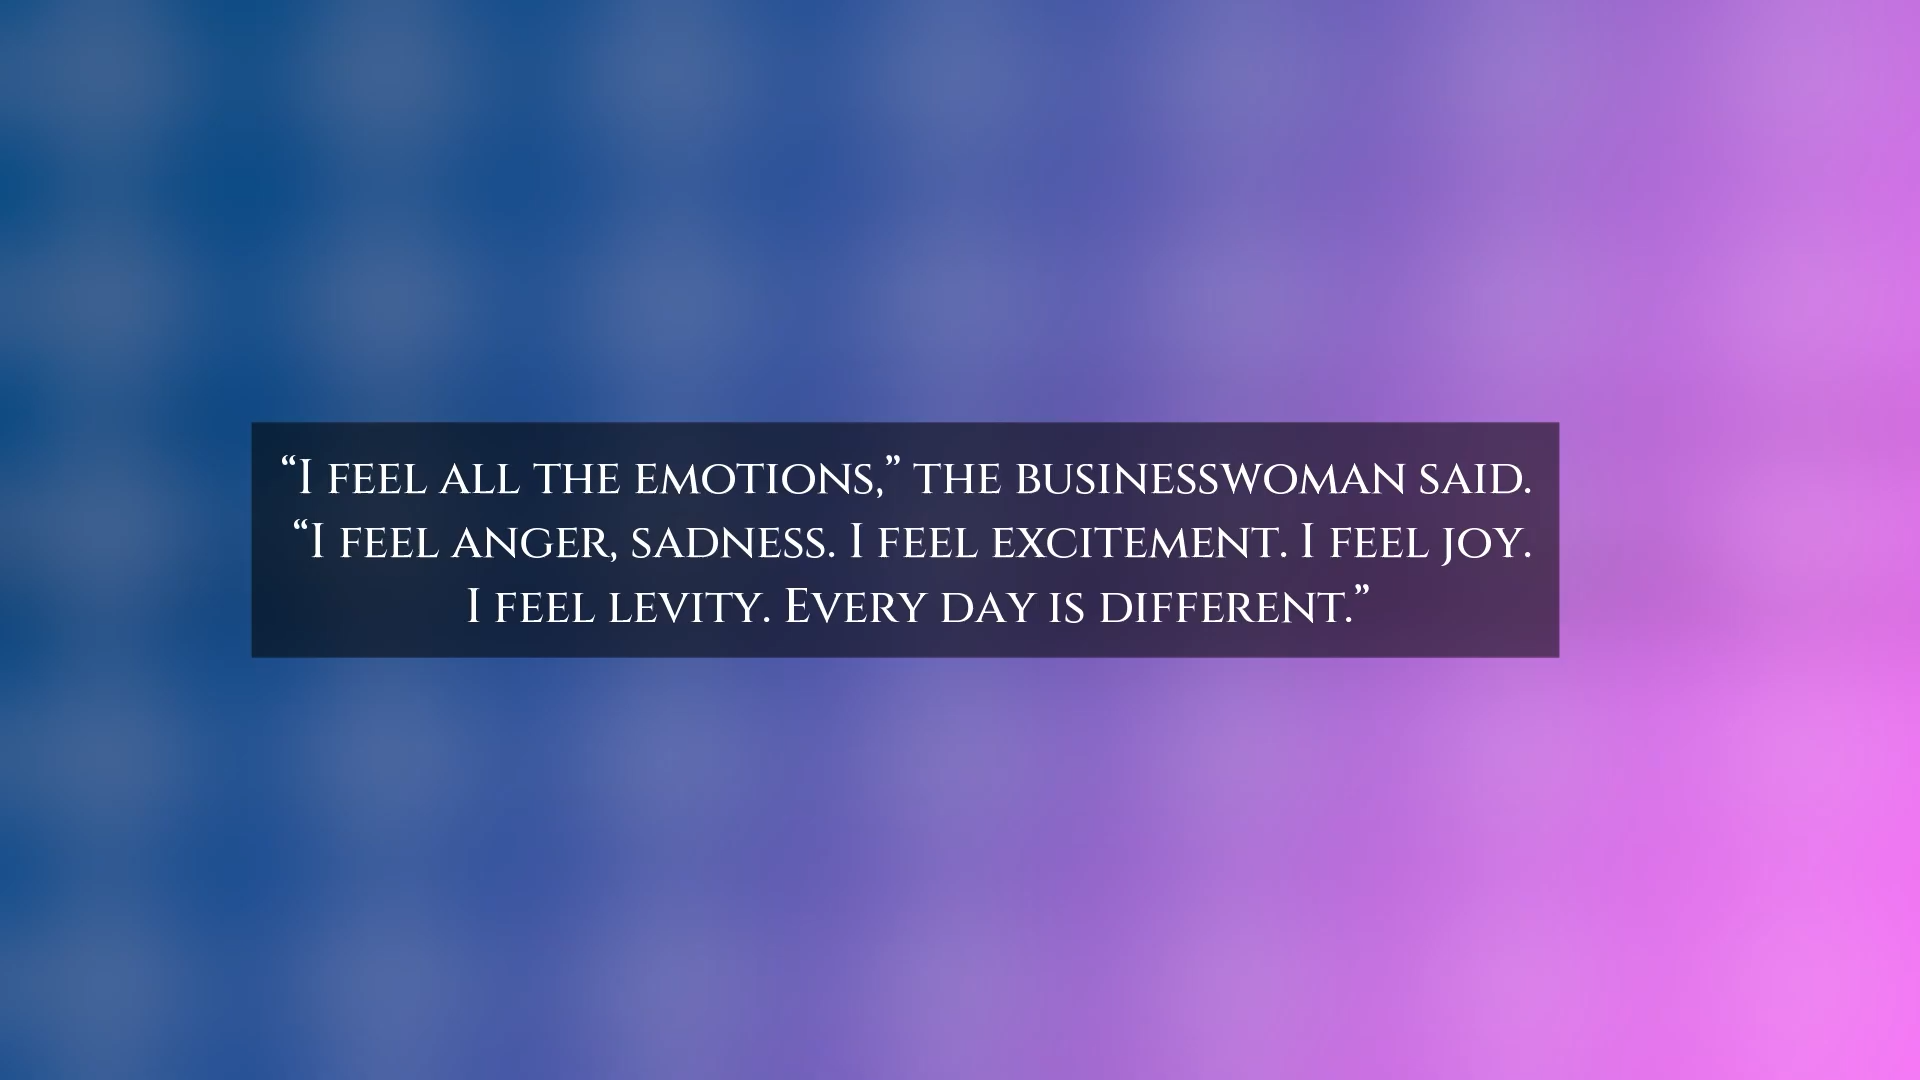 “I feel all the emotions,” the businesswoman said.
“I feel anger, sadness. I feel excitement. I feel joy.
I feel levity. Every day is different.”